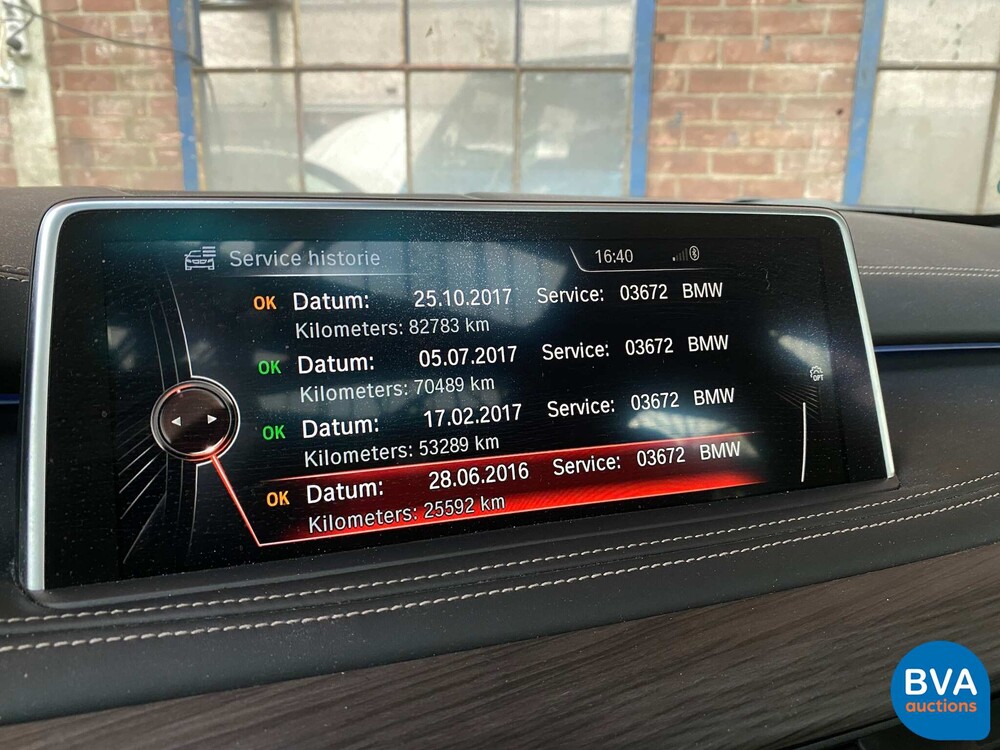 Service historie
16:40
OK Datum: 25.10.2017 Service: 03672 BMW
Kilometers: 82783 km
OK Datum: 05.07.2017 Service: 03672 BMW
Kilometers: 70489 km
OK Datum: 17.02.2017 Service: 03672 BMW
Kilometers: 53289 km
OK Datum: 28.06.2016 Service: 03672 BMW
Kilometers: 25592 km
OPT
BVA
auctions